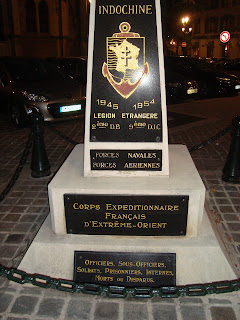 INDOCHINE
1945 1954
LEGION ETRANGERE
2ème D.B 9ème D.I.C
FORCES NAVALES
FORCES AERIENNES
CORPS EXPEDITIONNAIRE
FRANÇAIS
D'EXTRÊME-ORIENT
OFFICIERS, SOUS-OFFICIERS,
SOLDATS, PRISONNIERS, INTERNES,
MORTS OU DISPARUS.